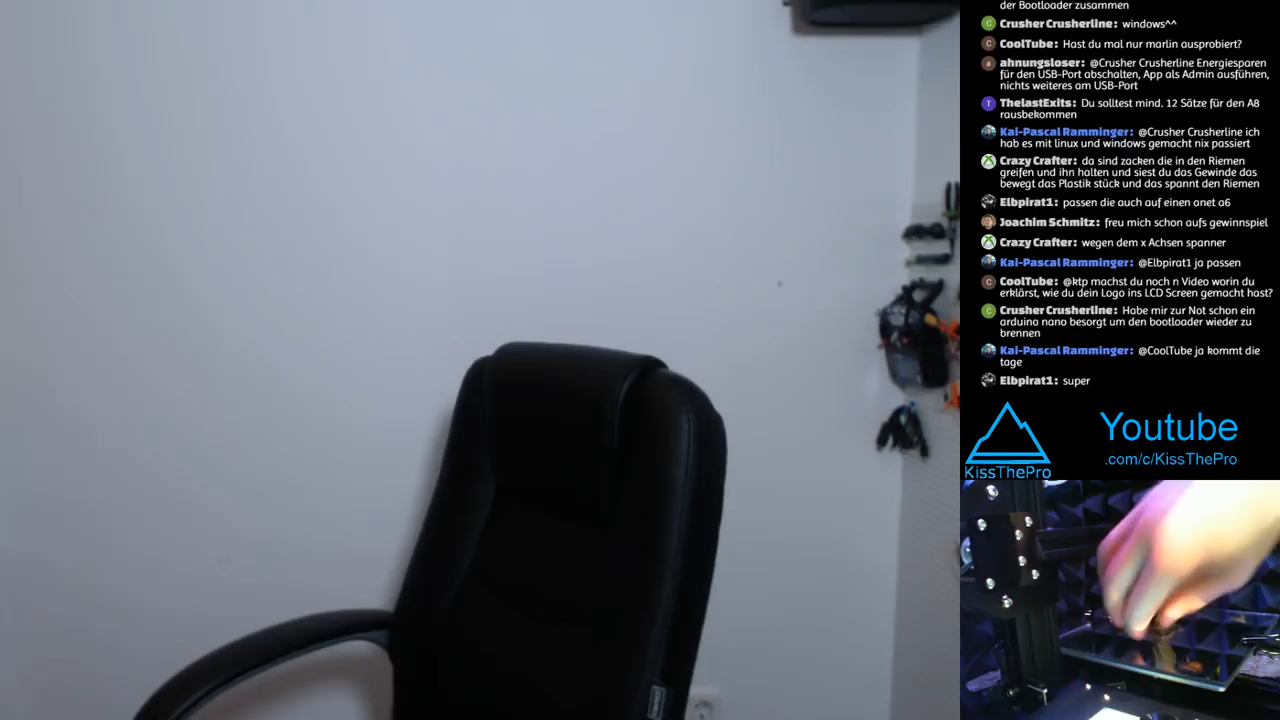 der Bootloader zusammen
Crusher Crusherline: windows^^
CoolTube: Hast du mal nur marlin ausprobiert?
ahnungsloser: @Crusher Crusherline Energiesparen
für den USB-Port abschalten, App als Admin ausführen,
nichts weiteres am USB-Port
ThelastExits: Du solltest mind. 12 Sätze für den A8
rausbekommen
Kai-Pascal Ramminger: @Crusher Crusherline ich
hab es mit linux und windows gemacht nix passiert
Crazy Crafter: da sind zacken die in den Riemen
greifen und ihn halten und siest du das Gewinde das
bewegt das Plastik stück und das spannt den Riemen
Elbpirat1: passen die auch auf einen anet a6
Joachim Schmitz: freu mich schon aufs gewinnspiel
Crazy Crafter: wegen dem x Achsen spanner
Kai-Pascal Ramminger: @Elbpirat1 ja passen
CoolTube: @ktp machst du noch n Video worin du
erklärst, wie du dein Logo ins LCD Screen gemacht hast?
Crusher Crusherline: Habe mir zur Not schon ein
arduino nano besorgt um den bootloader wieder zu
brennen
Kai-Pascal Ramminger: @CoolTube ja kommt die
tage
Elbpirat1: super
KissThePro
Youtube
.com/c/KissThePro